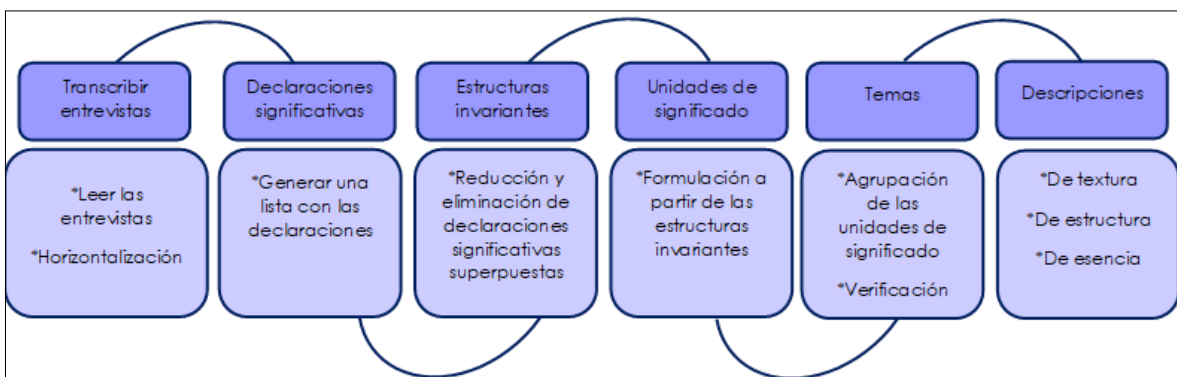 Transcribir
entrevistas
Declaraciones
significativas
Estructuras
invariantes
Unidades de
significado
Temas
Descripciones
*Leer las
entrevistas
*Horizontalización
*Generar una
lista con las
declaraciones
*Reducción y
eliminación de
declaraciones
significativas
superpuestas
*Formulación a
partir de las
estructuras
invariantes
*Agrupación
de las
unidades de
significado
*Verificación
*De textura
*De estructura
*De esencia